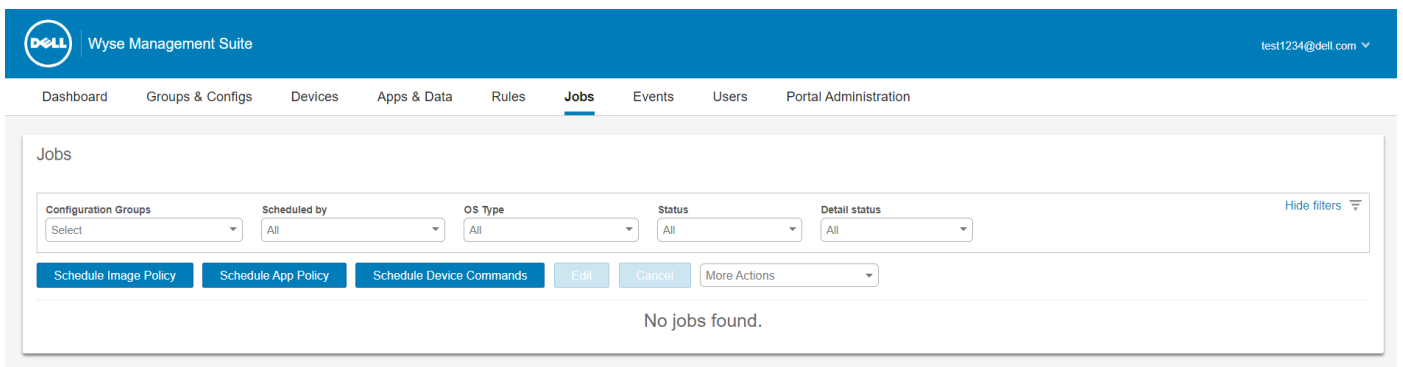 DELL Wyse Management Suite test1234@dell.com
Dashboard Groups & Configs Devices Apps & Data Rules Jobs Events Users Portal Administration
Jobs
Configuration Groups Scheduled by OS Type Status Detail status Hide filters
Select All All All All
Schedule Image Policy Schedule App Policy Schedule Device Commands Edit Cancel More Actions
No jobs found.